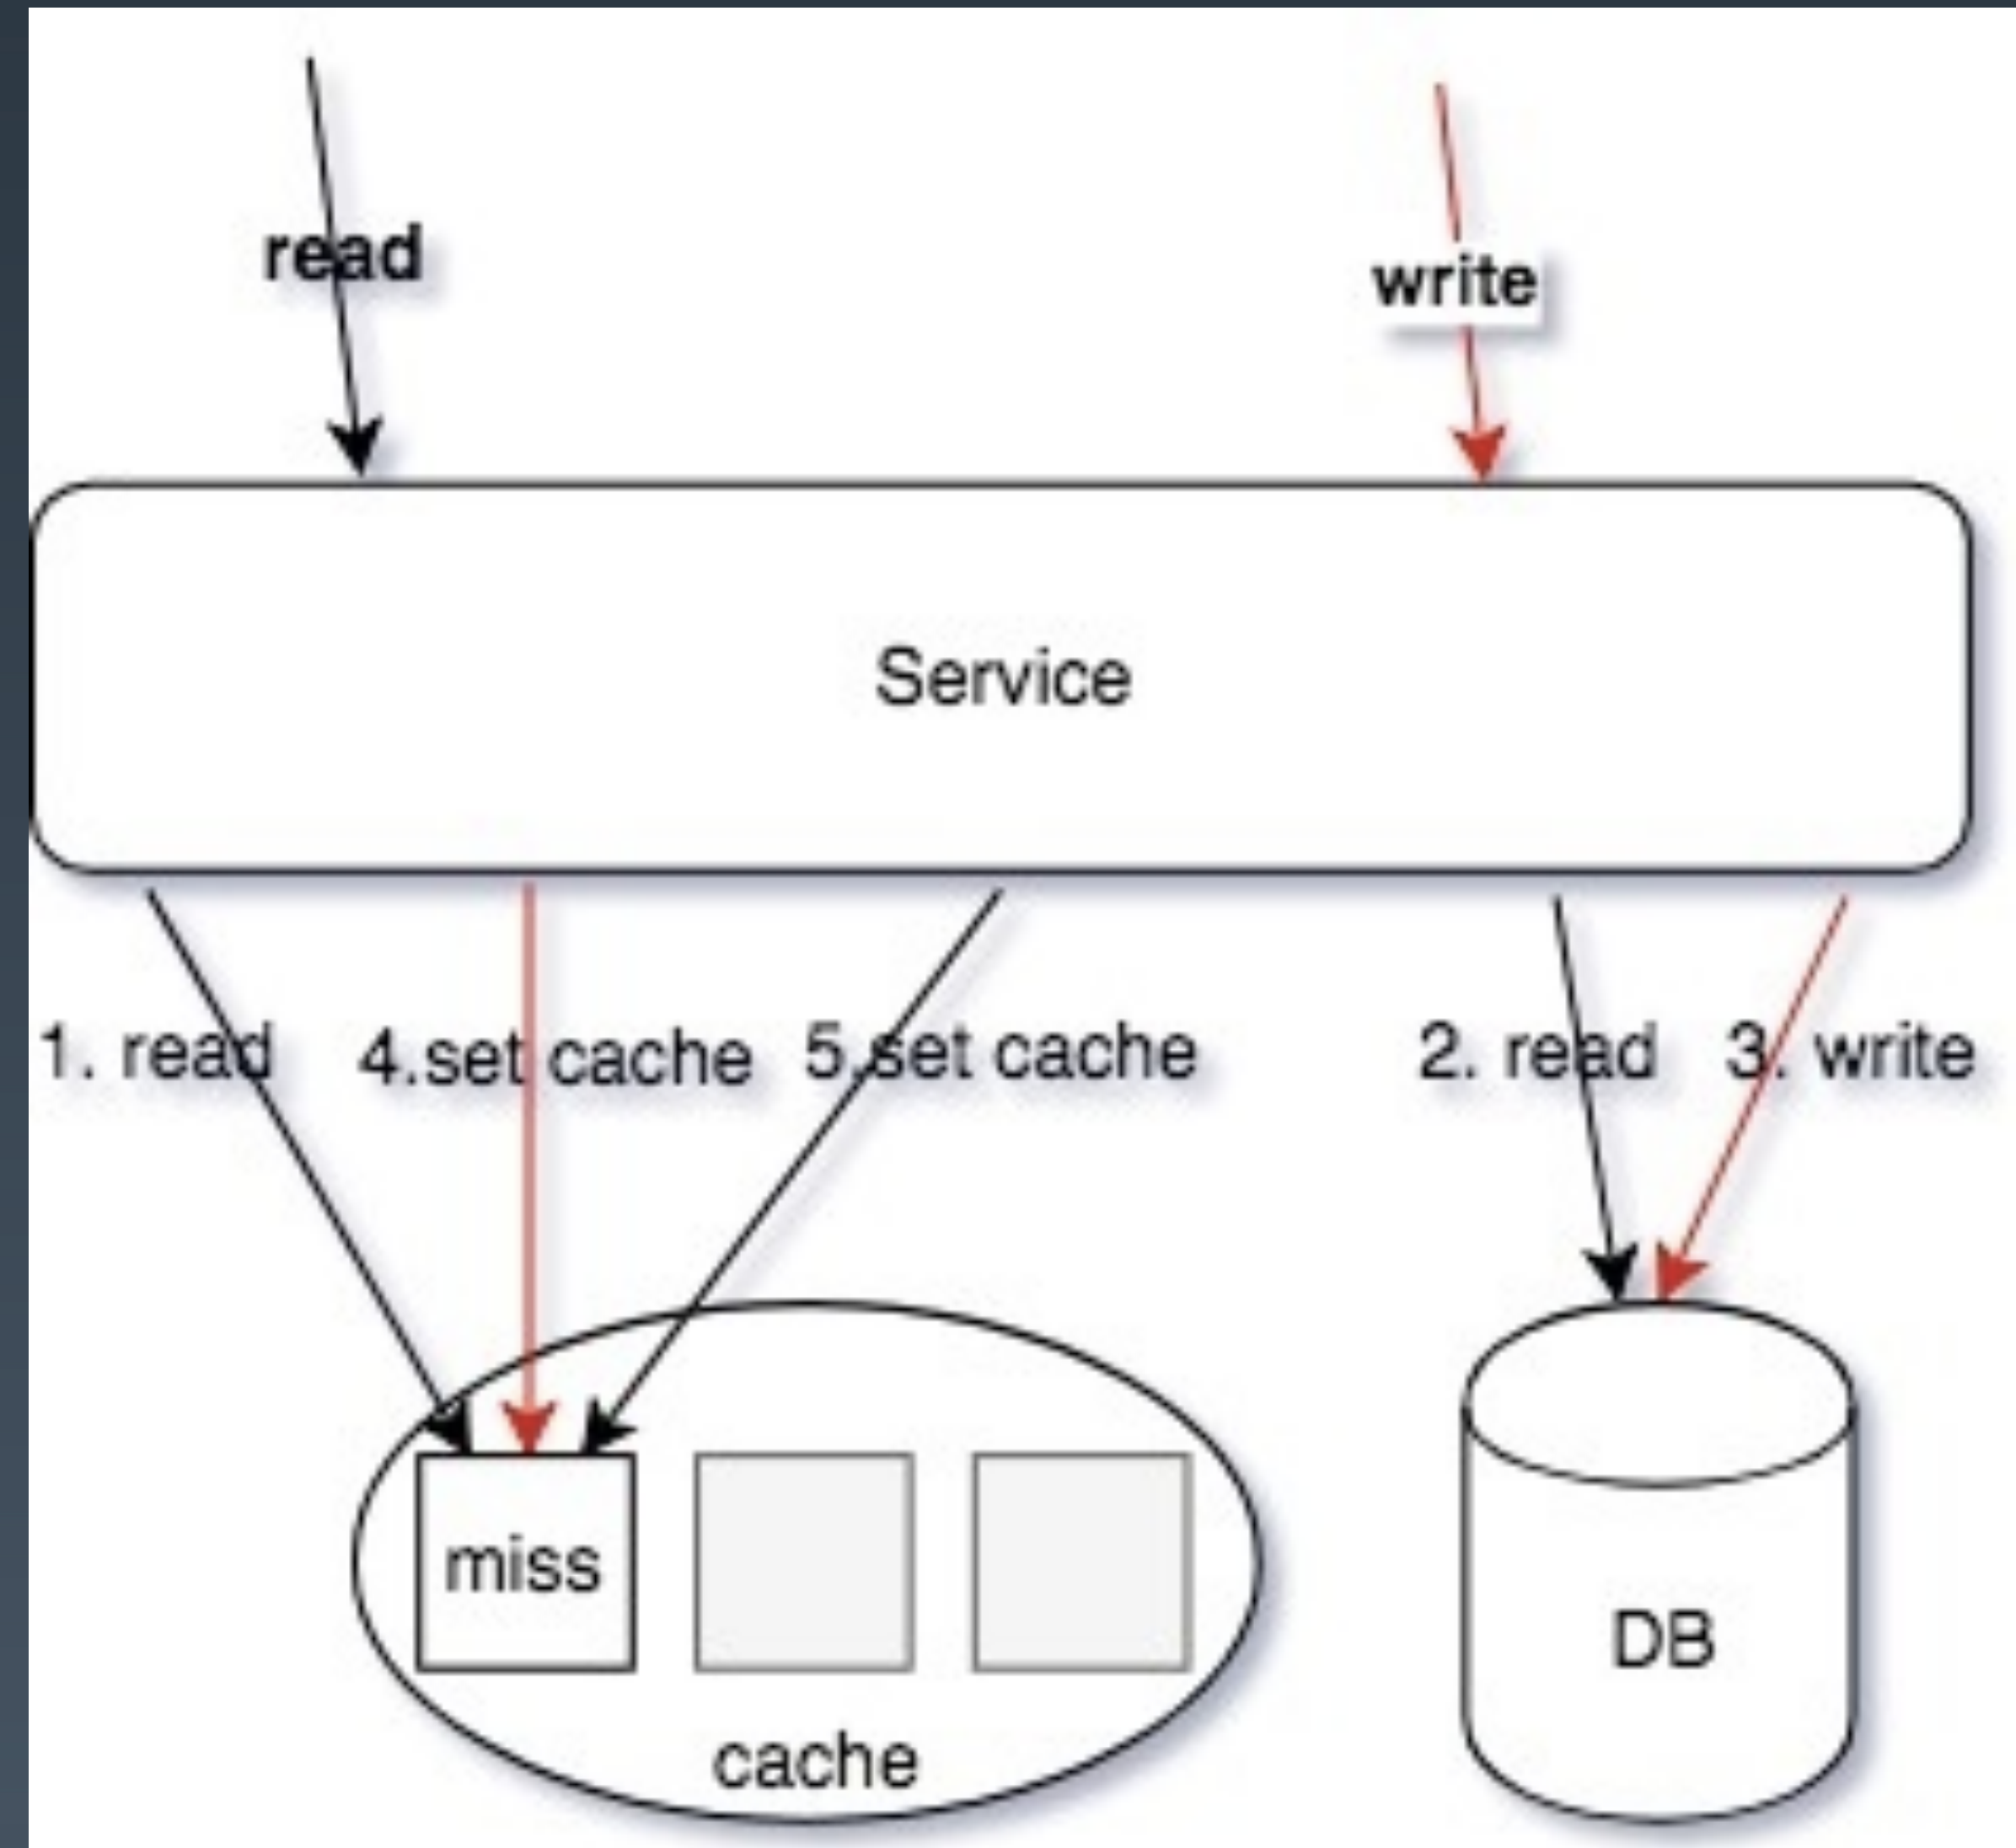 read
write
Service
1. read
4.set cache
5.set cache
2. read
3. write
miss
cache
DB